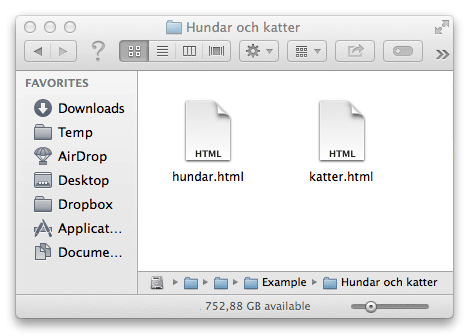 Hundar och katter
FAVORITES
Downloads
Temp
AirDrop
Desktop
Dropbox
Applicat...
Docume...
HTML
hundar.html
HTML
katter.html
Example
Hundar och katter
752,88 GB available